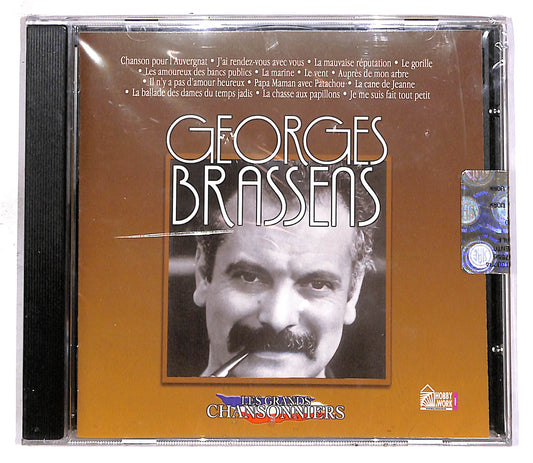 Chanson pour l'Auvergnat • J'ai rendez-vous avec vous • La mauvaise réputation • Le gorille
• Les amoureux des bancs publics • La marine • Le vent • Auprès de mon arbre
• Il n'y a pas d'amour heureux • Papa Maman avec Patachou • La cane de Jeanne
• La ballade des dames du temps jadis • La chasse aux papillons • Je me suis fait tout petit
GEORGES
BRASSENS
LES GRANDS
CHANSONNIERS
HOBBY
& WORK